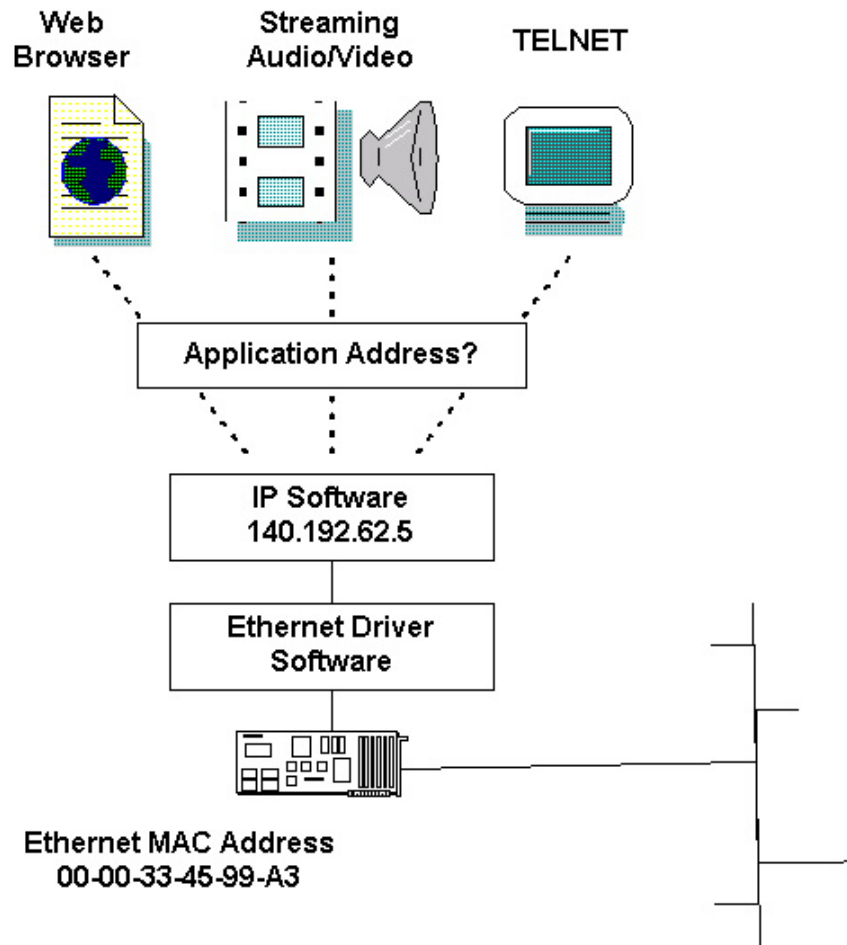 Web
Browser
Streaming
Audio/Video
TELNET
Application Address?
IP Software
140.192.62.5
Ethernet Driver
Software
Ethernet MAC Address
00-00-33-45-99-A3